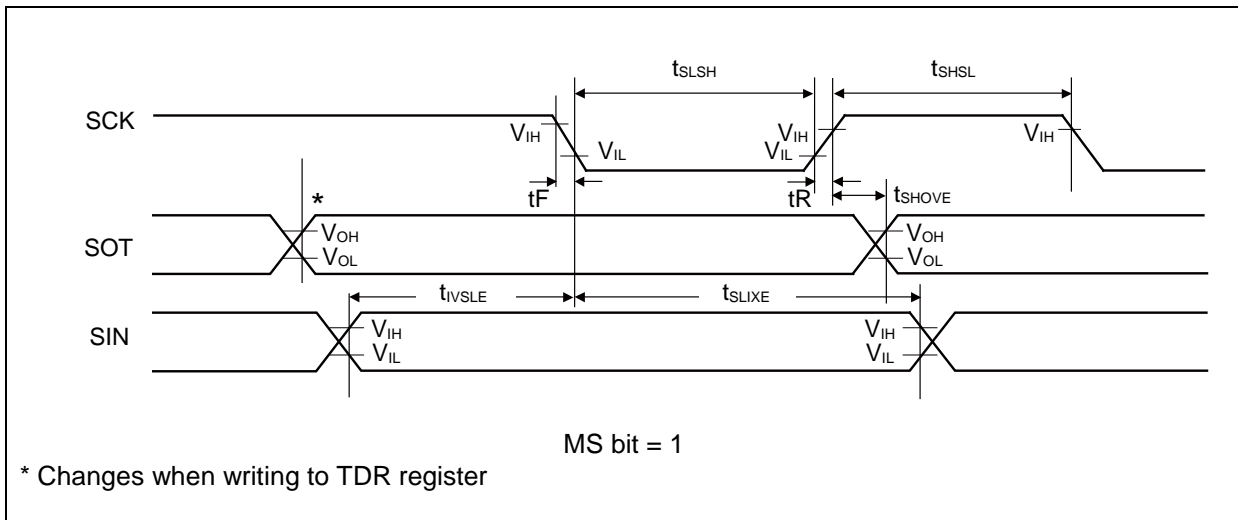 tSLSH
tSHSL
SCK
VIH
VIL
VIH
VIL
VIH
tF
tR
tSHOVE
*
SOT
VOH
VOL
VOH
VOL
tIVSLE
tSLIXE
SIN
VIH
VIL
VIH
VIL
MS bit = 1
* Changes when writing to TDR register